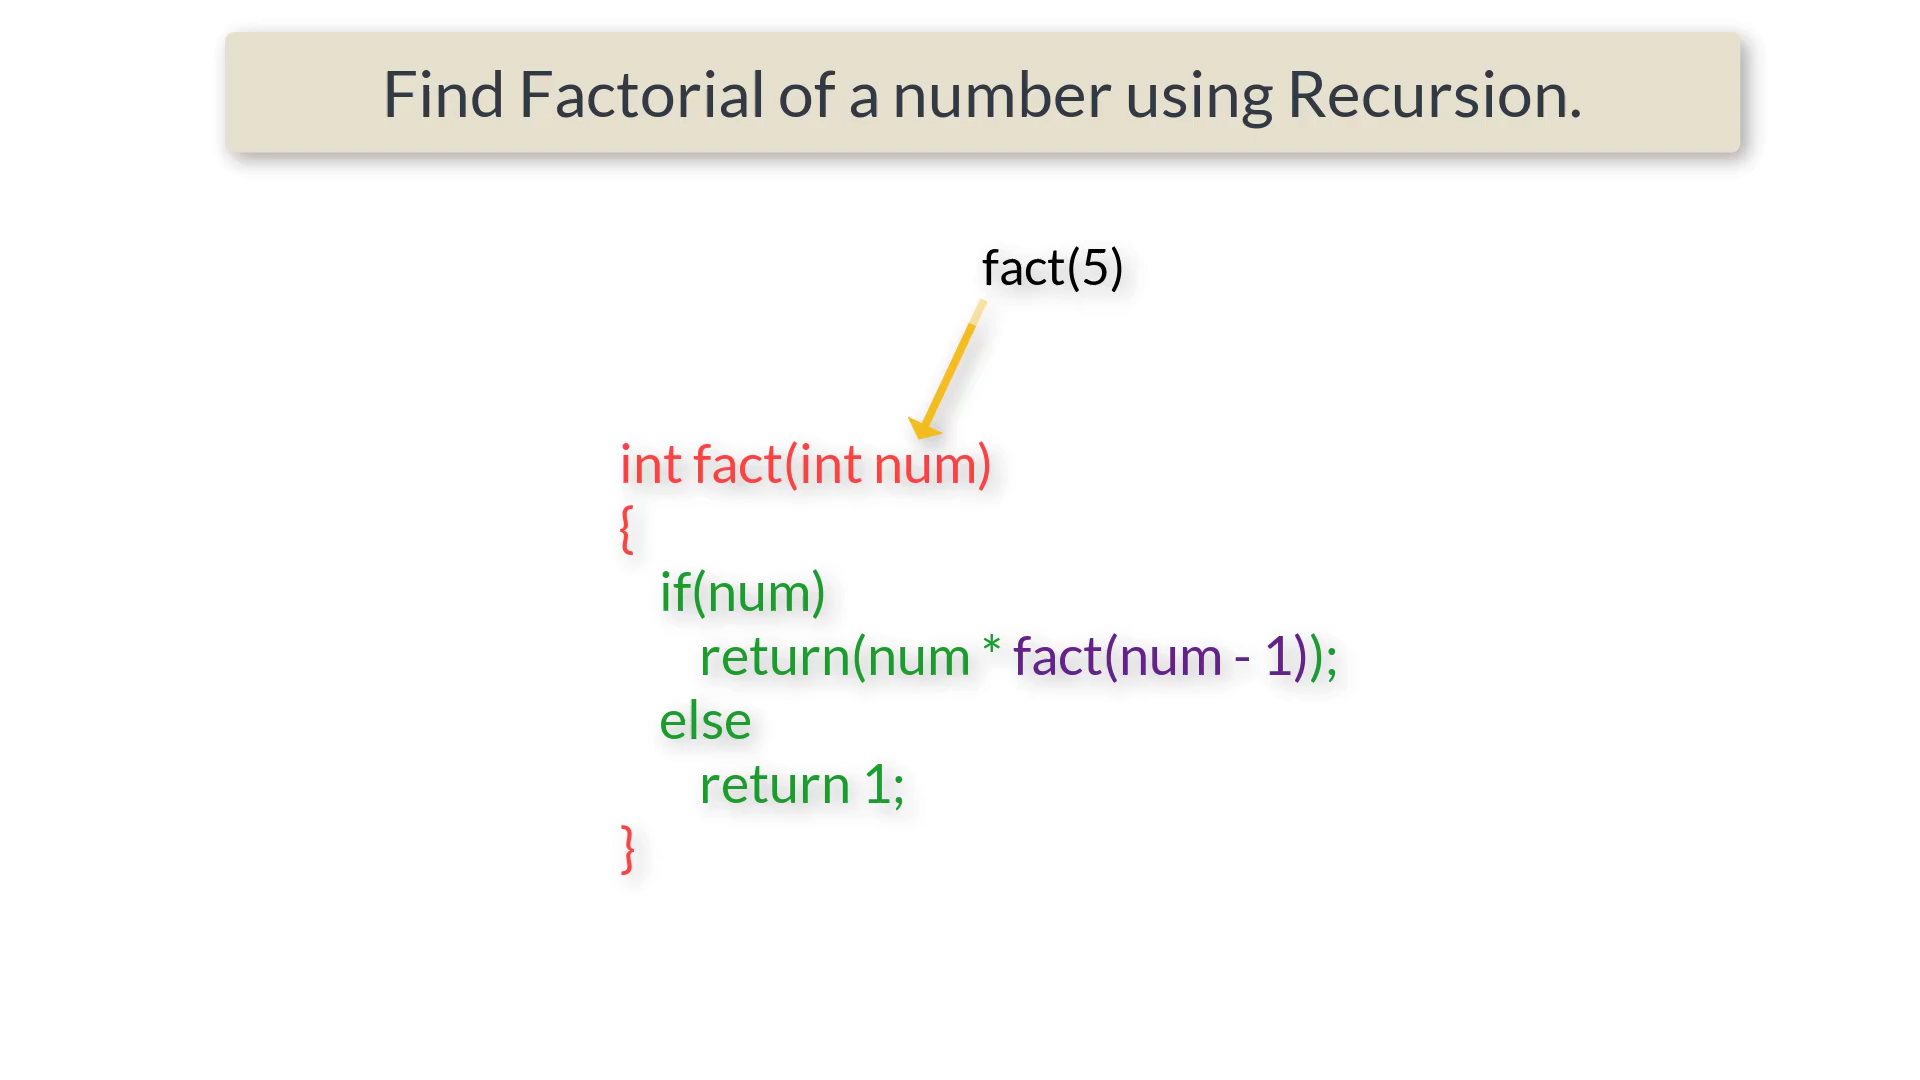 Find Factorial of a number using Recursion.
fact(5)
int fact(int num)
{
if(num)
return(num * fact(num - 1));
else
return 1;
}